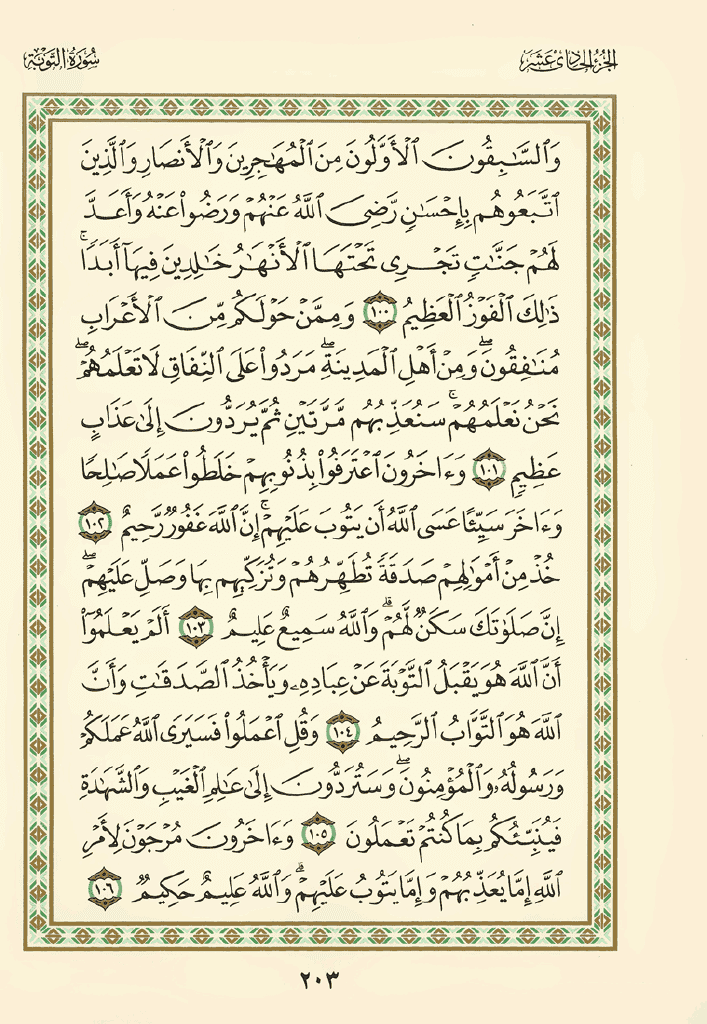 الجزء الحادي عشر
سورة التوبة
وَٱلسَّٰبِقُونَ ٱلْأَوَّلُونَ مِنَ ٱلْمُهَٰجِرِينَ وَٱلْأَنصَارِ وَٱلَّذِينَ
ٱتَّبَعُوهُم بِإِحْسَٰنٍ رَّضِىَ ٱللَّهُ عَنْهُمْ وَرَضُوا۟ عَنْهُ وَأَعَدَّ
لَهُمْ جَنَّٰتٍ تَجْرِى تَحْتَهَا ٱلْأَنْهَٰرُ خَٰلِدِينَ فِيهَآ أَبَدًا ۚ
ذَٰلِكَ ٱلْفَوْزُ ٱلْعَظِيمُ ١٠٠ وَمِمَّنْ حَوْلَكُم مِّنَ ٱلْأَعْرَابِ
مُنَٰفِقُونَ ۖ وَمِنْ أَهْلِ ٱلْمَدِينَةِ ۖ مَرَدُوا۟ عَلَى ٱلنِّفَاقِ لَا تَعْلَمُهُمْ ۖ
نَحْنُ نَعْلَمُهُمْ ۚ سَنُعَذِّبُهُم مَّرَّتَيْنِ ثُمَّ يُرَدُّونَ إِلَىٰ عَذَابٍ
عَظِيمٍ ١٠١ وَءَاخَرُونَ ٱعْتَرَفُوا۟ بِذُنُوبِهِمْ خَلَطُوا۟ عَمَلًا صَٰلِحًا
وَءَاخَرَ سَيِّئًا عَسَى ٱللَّهُ أَن يَتُوبَ عَلَيْهِمْ ۚ إِنَّ ٱللَّهَ غَفُورٌ رَّحِيمٌ ١٠٢
خُذْ مِنْ أَمْوَٰلِهِمْ صَدَقَةً تُطَهِّرُهُمْ وَتُزَكِّيهِم بِهَا وَصَلِّ عَلَيْهِمْ ۖ
إِنَّ صَلَوٰتَكَ سَكَنٌ لَّهُمْ ۗ وَٱللَّهُ سَمِيعٌ عَلِيمٌ ١٠٣ أَلَمْ يَعْلَمُوٓا۟
أَنَّ ٱللَّهَ هُوَ يَقْبَلُ ٱلتَّوْبَةَ عَنْ عِبَادِهِۦ وَيَأْخُذُ ٱلصَّدَقَٰتِ وَأَنَّ
ٱللَّهَ هُوَ ٱلتَّوَّابُ ٱلرَّحِيمُ ١٠٤ وَقُلِ ٱعْمَلُوا۟ فَسَيَرَى ٱللَّهُ عَمَلَكُمْ
وَرَسُولُهُۥ وَٱلْمُؤْمِنُونَ ۖ وَسَتُرَدُّونَ إِلَىٰ عَٰلِمِ ٱلْغَيْبِ وَٱلشَّهَٰدَةِ
فَيُنَبِّئُكُم بِمَا كُنتُمْ تَعْمَلُونَ ١٠٥ وَءَاخَرُونَ مُرْجَوْنَ لِأَمْرِ
ٱللَّهِ إِمَّا يُعَذِّبُهُمْ وَإِمَّا يَتُوبُ عَلَيْهِمْ ۗ وَٱللَّهُ عَلِيمٌ حَكِيمٌ ١٠٦
٢٠٣